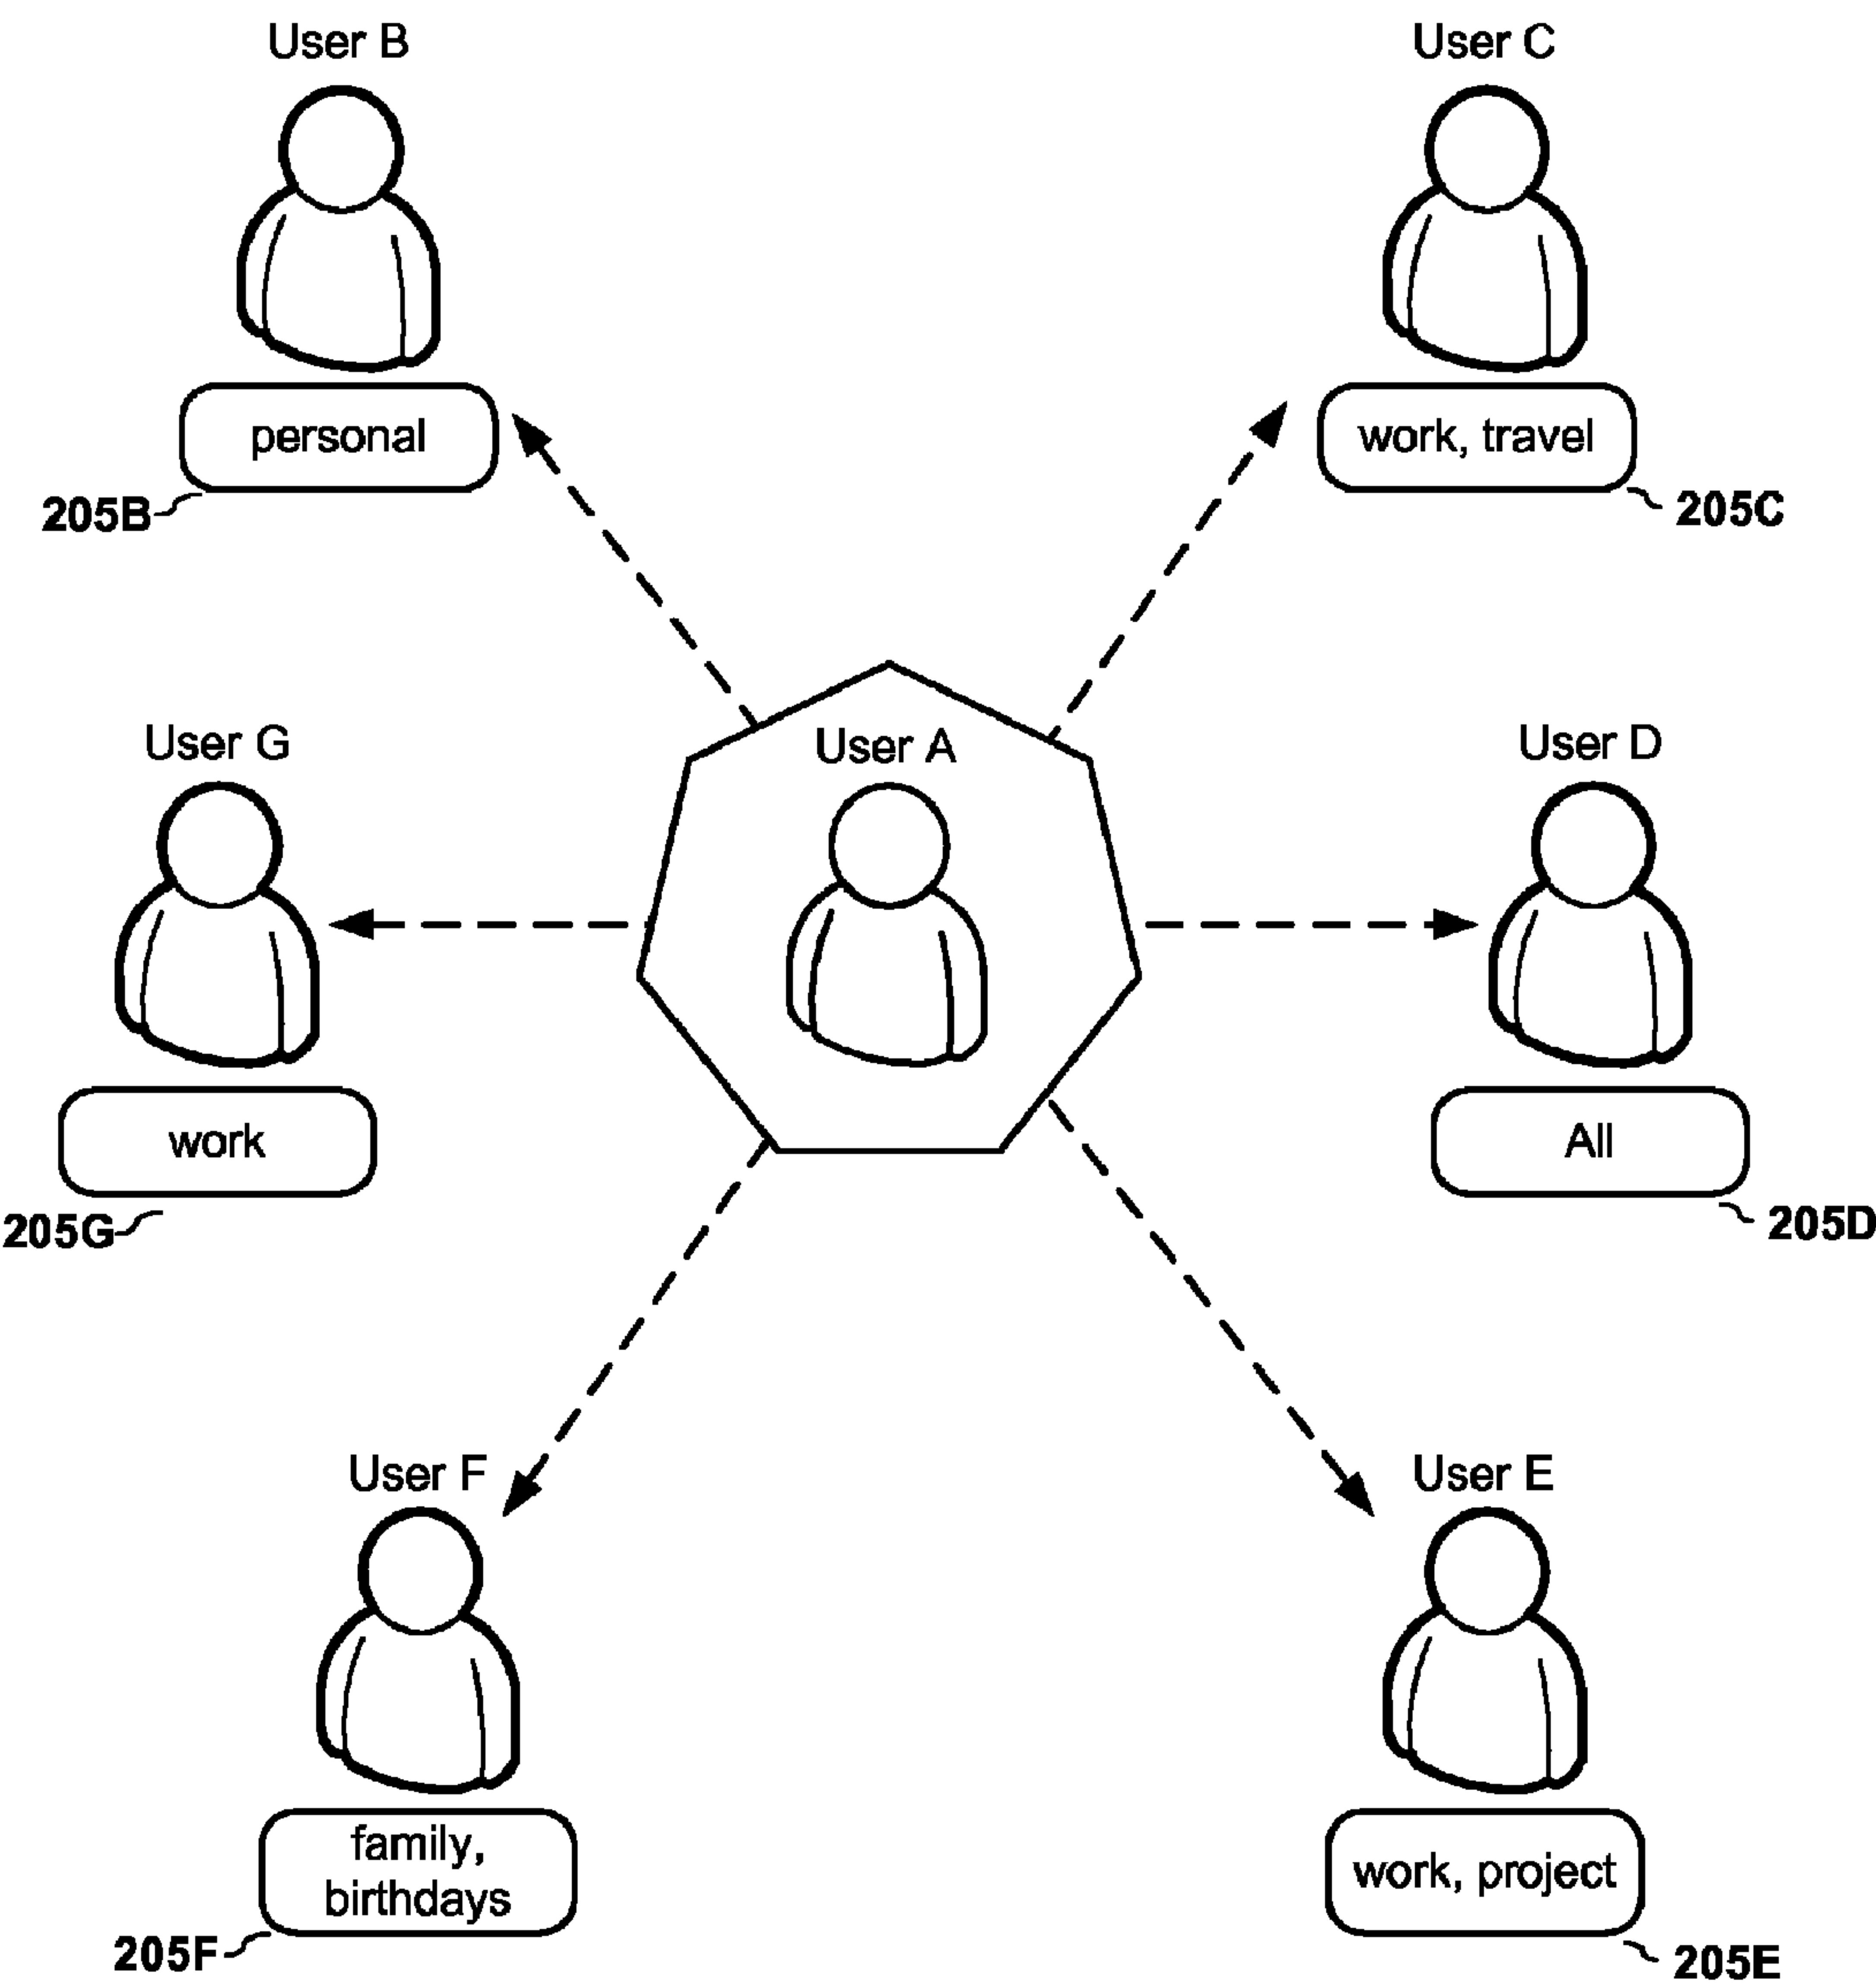 User B
User C
personal
work, travel
205B
205C
User G
User A
User D
work
All
205G
205D
User F
User E
family,
birthdays
work, project
205F
205E